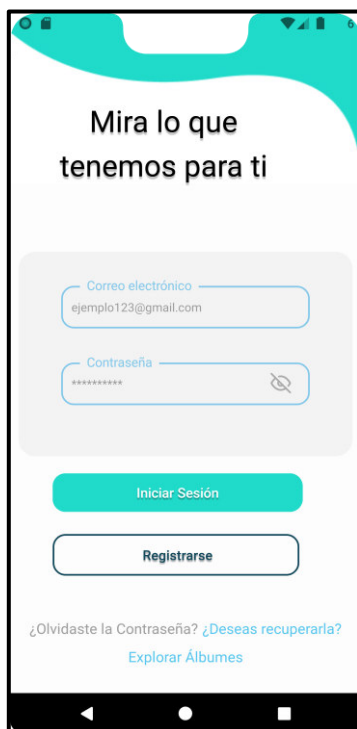 6
Mira lo que
tenemos para ti
Correo electrónico
ejemplo123@gmail.com
Contraseña
**********
Iniciar Sesión
Registrarse
¿Olvidaste la Contraseña? ¿Deseas recuperarla?
Explorar Álbumes